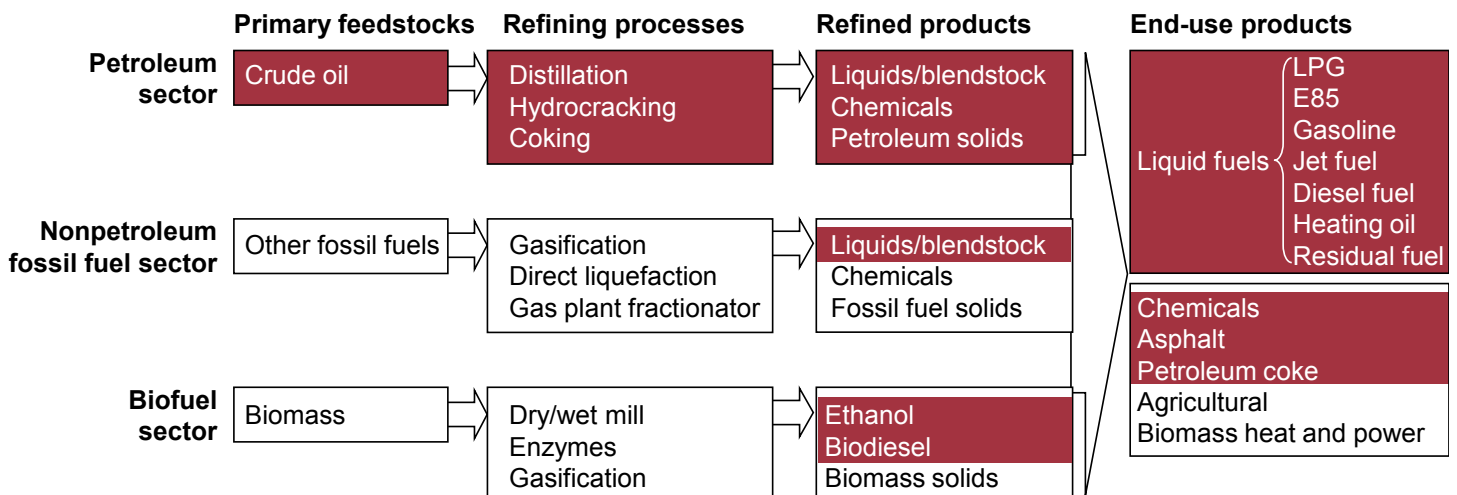 Primary feedstocks
Refining processes
Refined products
End-use products
Petroleum
sector
Crude oil
Distillation
Hydrocracking
Coking
Liquids/blendstock
Chemicals
Petroleum solids
Nonpetroleum
fossil fuel sector
Other fossil fuels
Gasification
Direct liquefaction
Gas plant fractionator
Liquids/blendstock
Chemicals
Fossil fuel solids
Biofuel
sector
Biomass
Dry/wet mill
Enzymes
Gasification
Ethanol
Biodiesel
Biomass solids
Liquid fuels
LPG
E85
Gasoline
Jet fuel
Diesel fuel
Heating oil
Residual fuel
Chemicals
Asphalt
Petroleum coke
Agricultural
Biomass heat and power